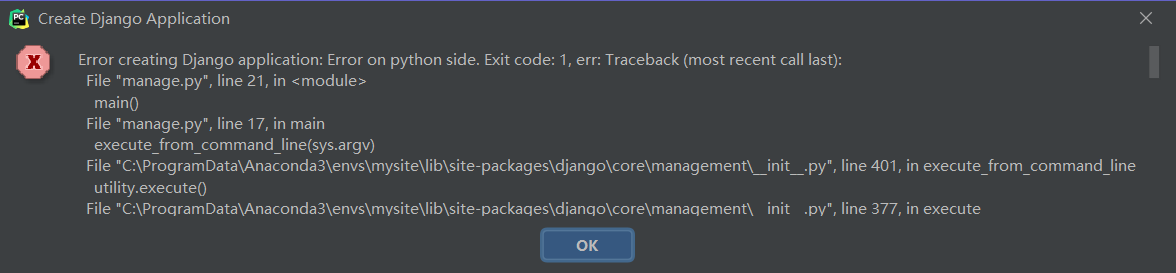 PC
Create Django Application
X
Error creating Django application: Error on python side. Exit code: 1, err: Traceback (most recent call last):
File "manage.py", line 21, in <module>
main()
File "manage.py", line 17, in main
execute_from_command_line(sys.argv)
File "C:\ProgramData\Anaconda3\envs\mysite\lib\site-packages\django\core\management\__init__.py", line 401, in execute_from_command_line
utility.execute()
File "C:\ProgramData\Anaconda3\envs\mysite\lib\site-packages\django\core\management\__init__.py", line 377, in execute
OK